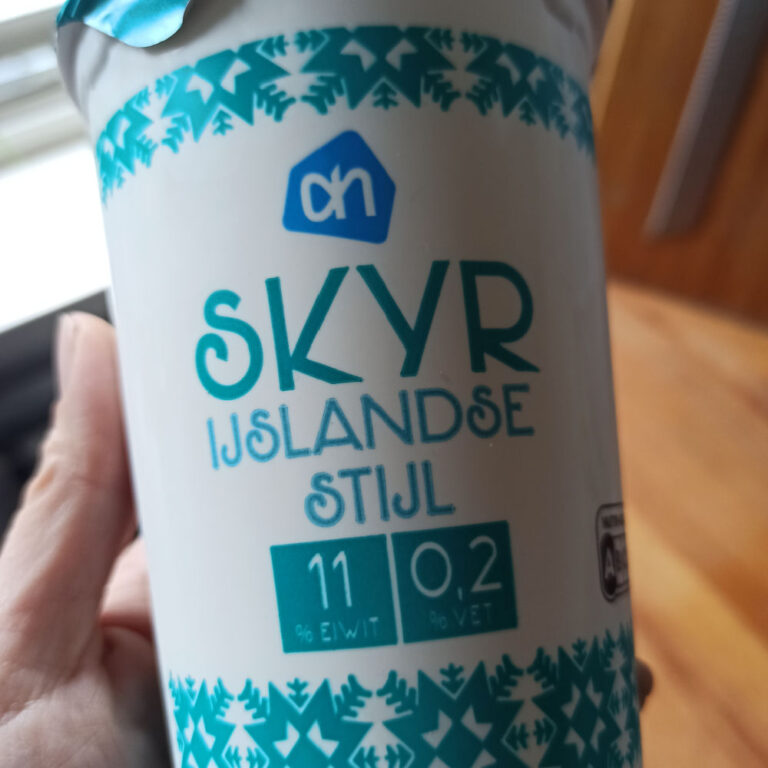 ah
SKYR
IJSLANDSE
STIJL
11 0,2
% EIWIT % VET